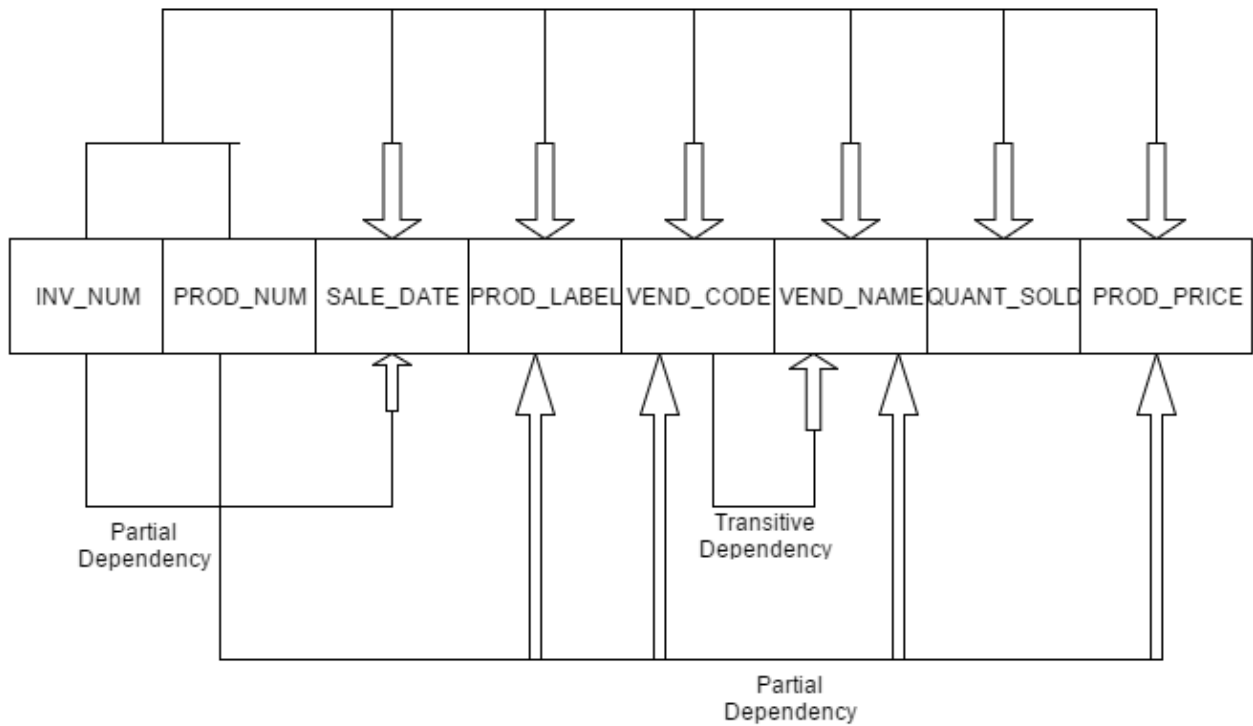 INV_NUM PROD_NUM SALE_DATE PROD_LABEL VEND_CODE VEND_NAME QUANT_SOLD PROD_PRICE
Partial
Dependency
Transitive
Dependency
Partial
Dependency